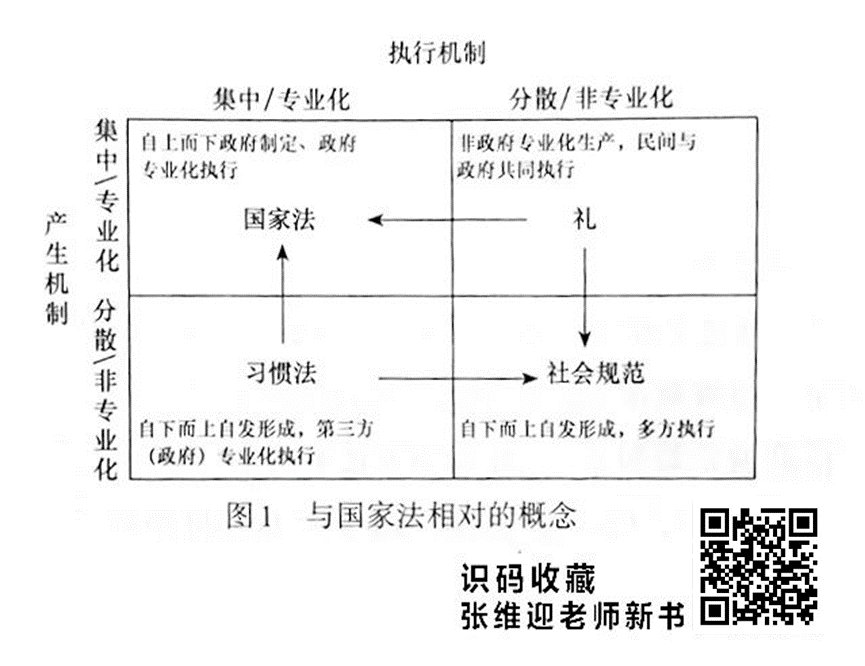 执行机制
集中/专业化
分散/非专业化
产生机制
集中/专业化
分散/非专业化
自上而下政府制定、政府
专业化执行
国家法
非政府专业化生产，民间与
政府共同执行
礼
习惯法
自下而上自发形成，第三方
（政府）专业化执行
社会规范
自下而上自发形成，多方执行
图1 与国家法相对的概念
识码收藏
张维迎老师新书